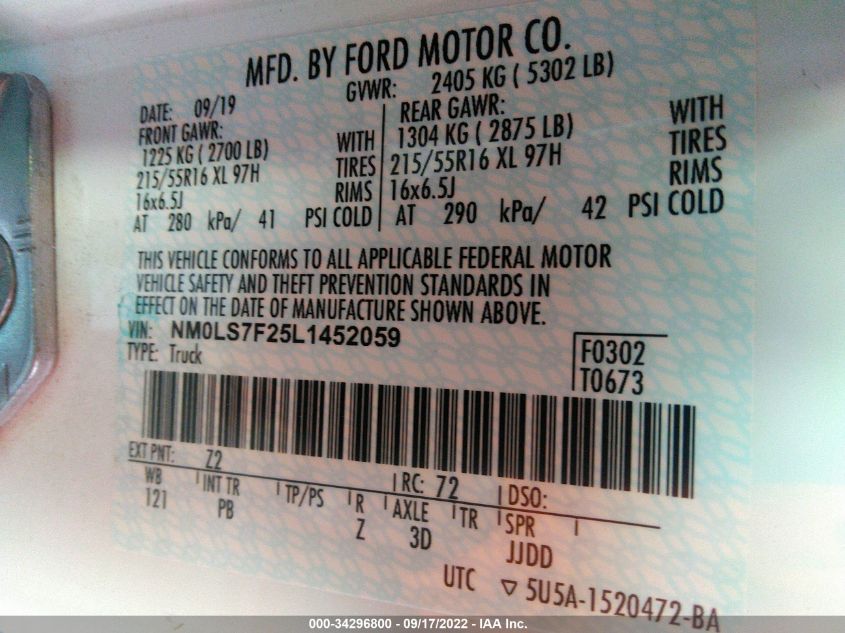 MFD. BY FORD MOTOR CO.
DATE: 09/19 GVWR: 2405 KG ( 5302 LB)
FRONT GAWR: REAR GAWR:
1225 KG ( 2700 LB) WITH 1304 KG ( 2875 LB) WITH
215/55R16 XL 97H TIRES 215/55R16 XL 97H TIRES
16x6.5J RIMS 16x6.5J RIMS
AT 280 kPa/ 41 PSI COLD AT 290 kPa/ 42 PSI COLD
THIS VEHICLE CONFORMS TO ALL APPLICABLE FEDERAL MOTOR
VEHICLE SAFETY AND THEFT PREVENTION STANDARDS IN
EFFECT ON THE DATE OF MANUFACTURE SHOWN ABOVE.
VIN: NM0LS7F25L1452059
TYPE: Truck
F0302
T0673
EXT PNT: Z2 RC: 72 DSO:
WB INT TR TP/PS R AXLE TR SPR
121 PB Z 3D JJDD
UTC ▽ 5U5A-1520472-BA
000-34296800 - 09/17/2022 - IAA Inc.